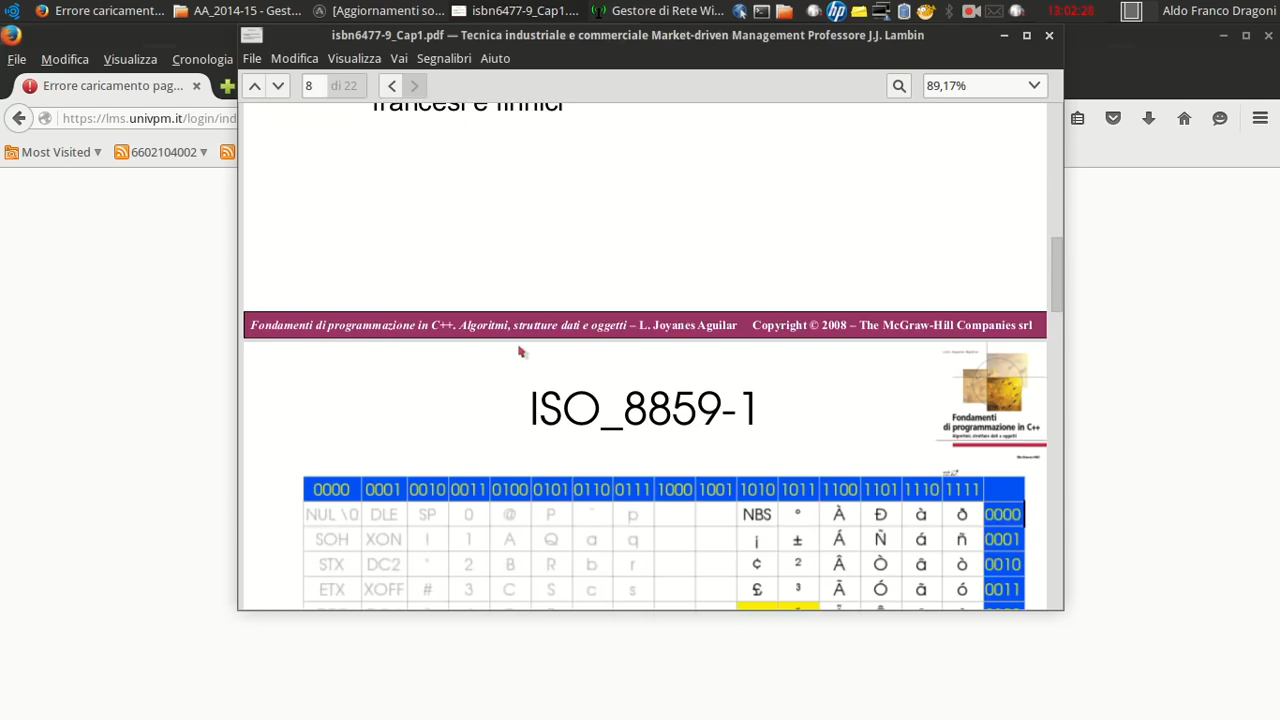 Errore caricament...
AA_2014-15 - Gest...
[Aggiornamenti so...
isbn6477-9_Cap1....
Gestore di Rete Wi...
13:02:28
Aldo Franco Dragoni
isbn6477-9_Cap1.pdf — Tecnica industriale e commerciale Market-driven Management Professore J.J. Lambin
File Modifica Visualizza Cronologia
File Modifica Visualizza Vai Segnalibri Aiuto
Errore caricamento pag...
8 di 22
89,17%
https://lms.univpm.it/login/ind
Most Visited
6602104002
francesi e finnici
Fondamenti di programmazione in C++. Algoritmi, strutture dati e oggetti – L. Joyanes Aguilar Copyright © 2008 – The McGraw-Hill Companies srl
ISO_8859-1
Fondamenti
di programmazione in C++
Algoritmi, strutture dati e oggetti
0000 0001 0010 0011 0100 0101 0110 0111 1000 1001 1010 1011 1100 1101 1110 1111
NUL \0 DLE SP 0 @ P ` p NBS ° À Ð à ð 0000
SOH XON ! 1 A Q a q ¡ ± Á Ñ á ñ 0001
STX DC2 " 2 B R b r ¢ ² Â Ò â ò 0010
ETX XOFF # 3 C S c s £ ³ Ã Ó ã ó 0011